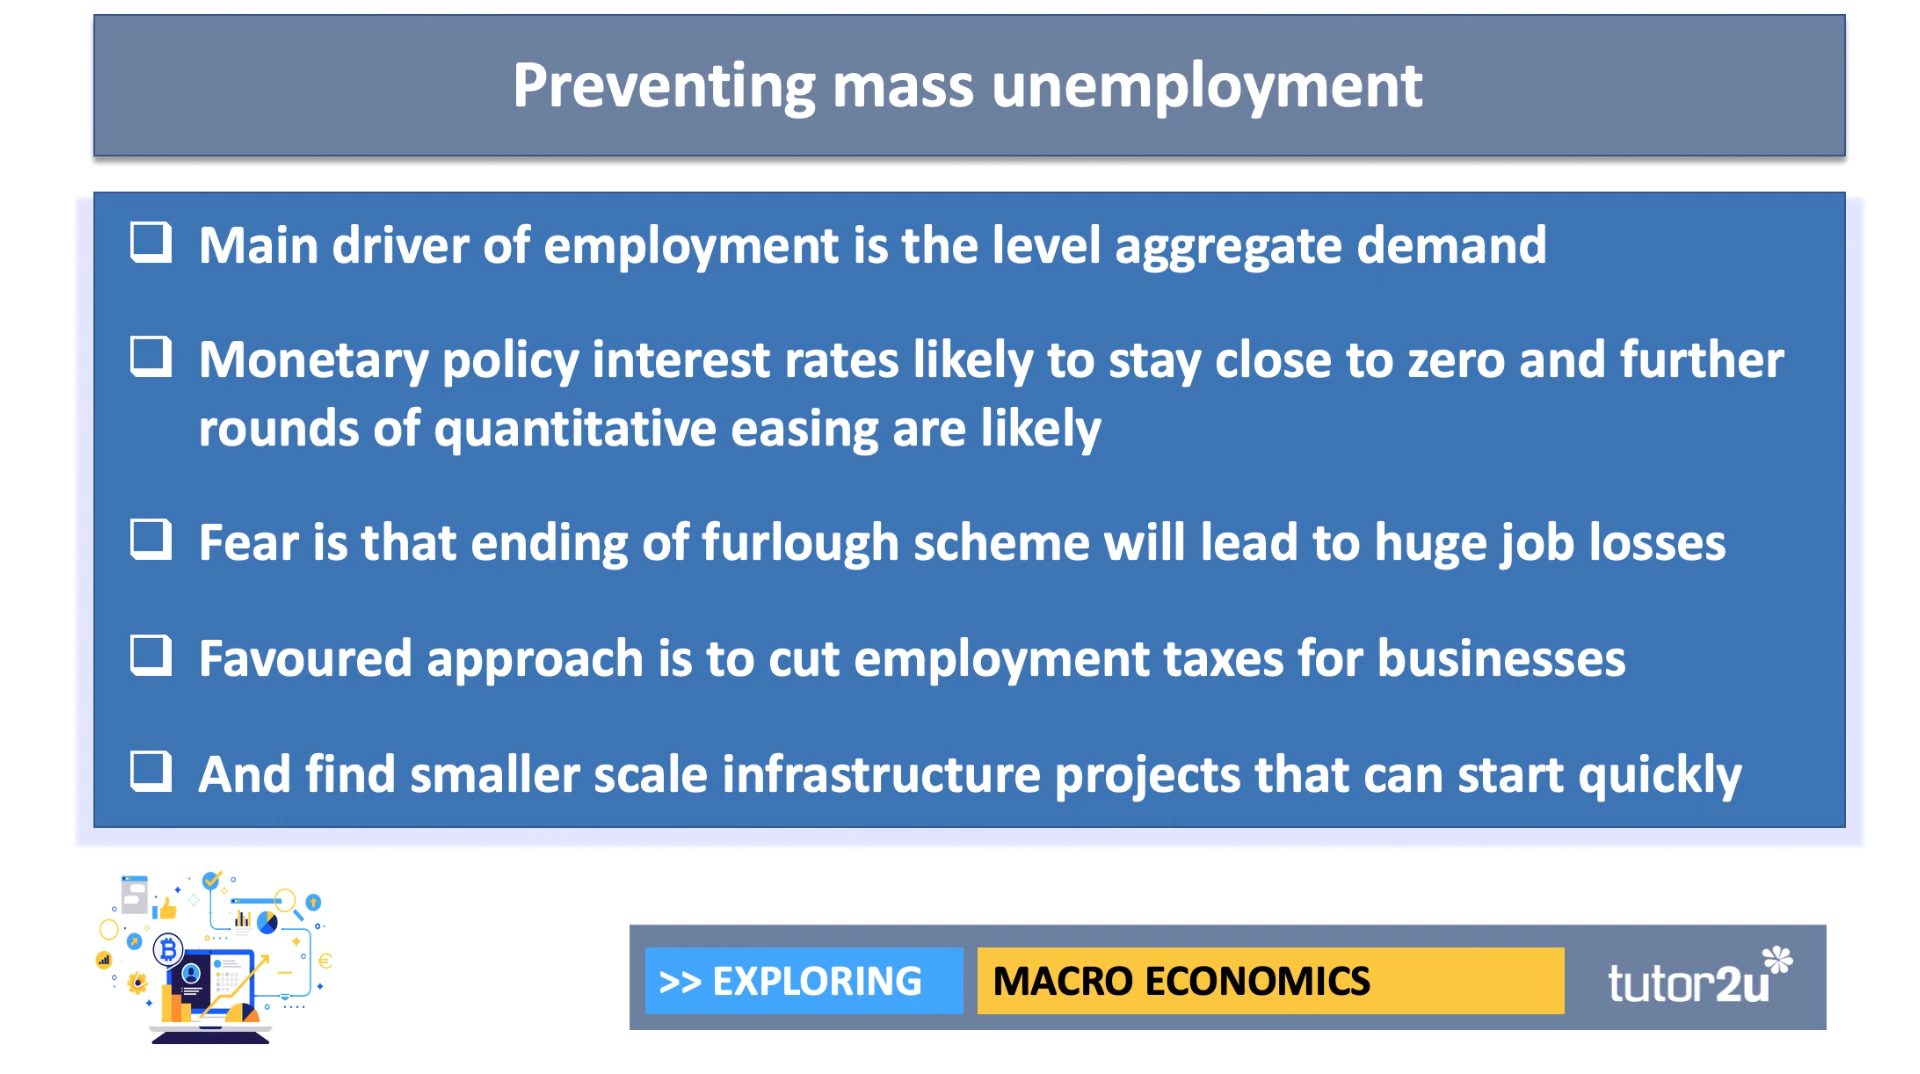 Preventing mass unemployment
Main driver of employment is the level aggregate demand
Monetary policy interest rates likely to stay close to zero and further
rounds of quantitative easing are likely
Fear is that ending of furlough scheme will lead to huge job losses
Favoured approach is to cut employment taxes for businesses
And find smaller scale infrastructure projects that can start quickly
>> EXPLORING
MACRO ECONOMICS
tutor2u